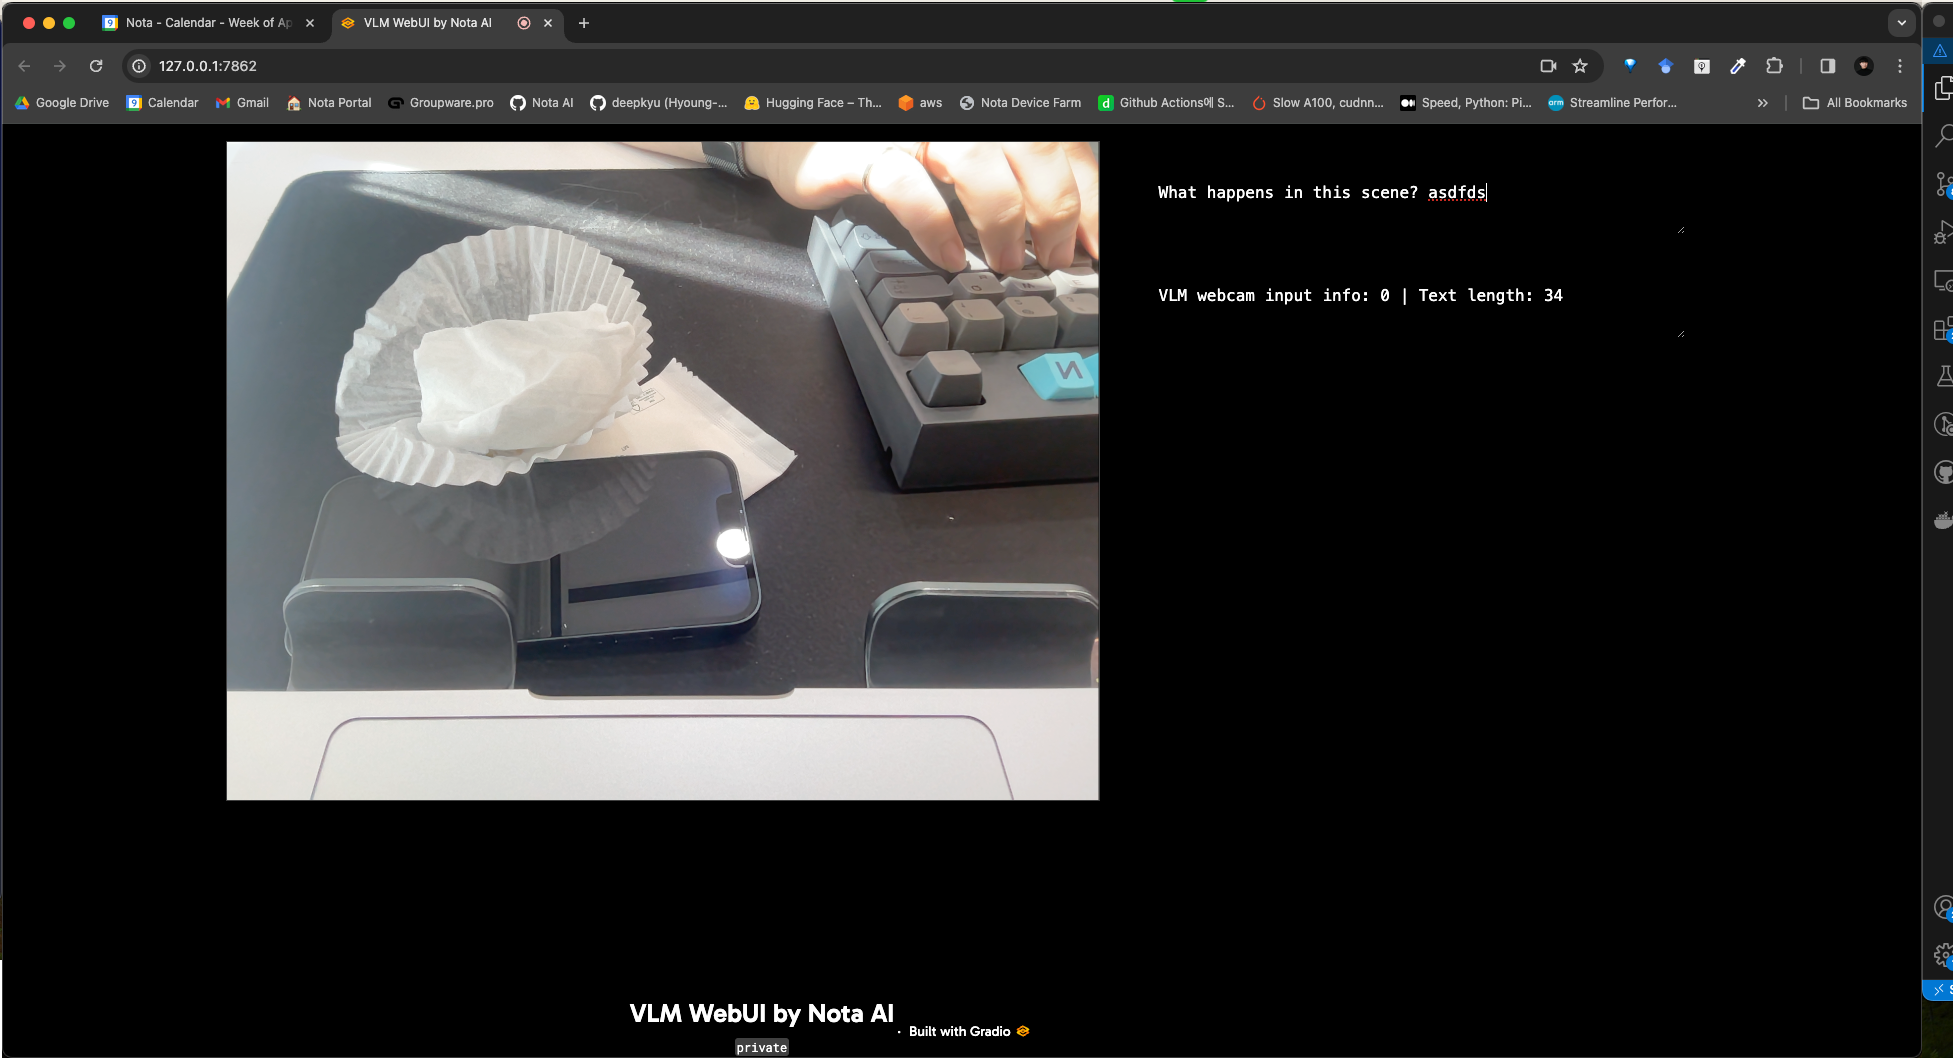 Nota - Calendar - Week of Ap
VLM WebUI by Nota AI
127.0.0.1:7862
Google Drive
Calendar
Gmail
Nota Portal
Groupware.pro
Nota AI
deepkyu (Hyoung-...
Hugging Face – Th...
aws
Nota Device Farm
Github Actions에 S...
Slow A100, cudnn...
Speed, Python: Pi...
arm
Streamline Perfor...
All Bookmarks
What happens in this scene? asdfds
VLM webcam input info: 0 | Text length: 34
VLM WebUI by Nota AI
· Built with Gradio
private